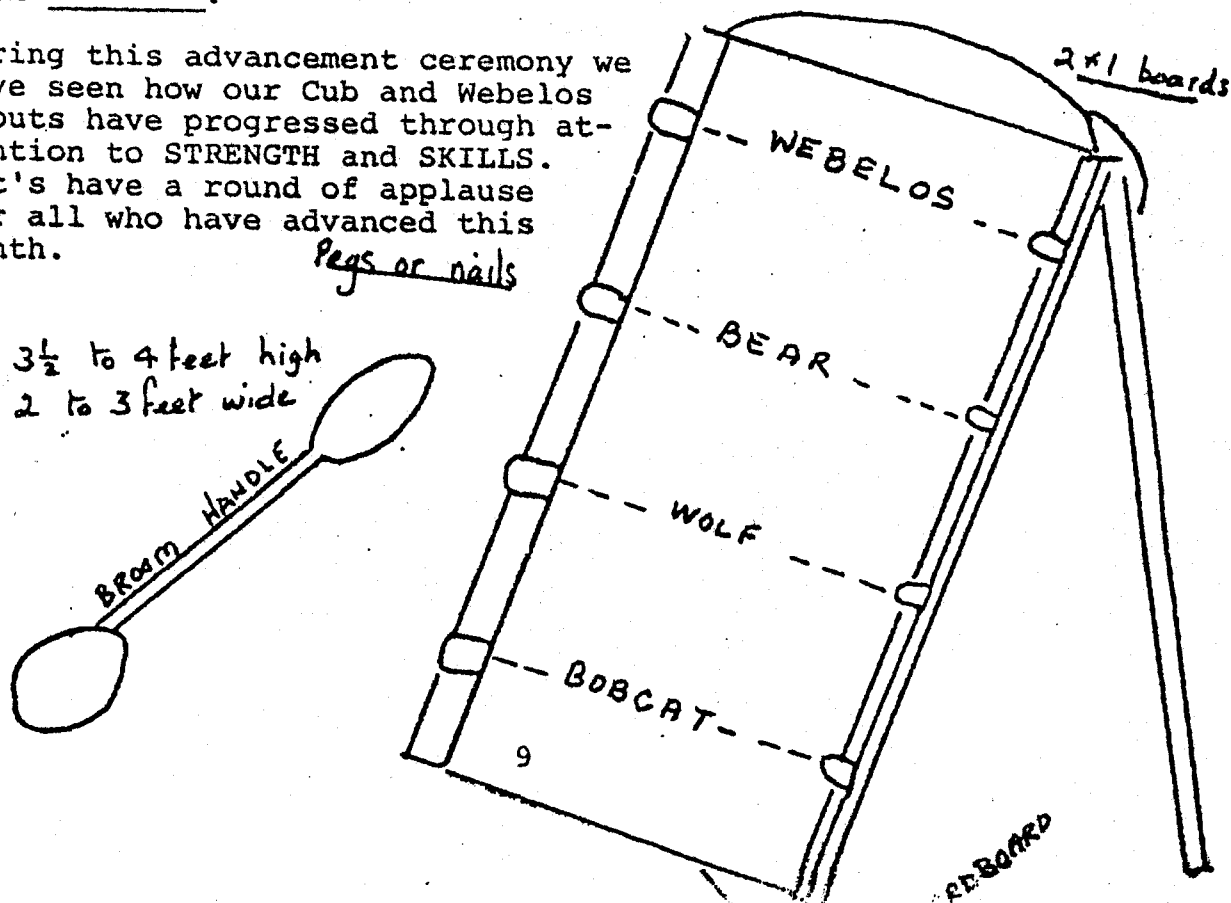 ring this advancement ceremony we
ve seen how our Cub and Webelos
outs have progressed through at-
ntion to STRENGTH and SKILLS.
t's have a round of applause
r all who have advanced this
nth.
Pegs or nails
2x1 boards
3½ to 4 feet high
2 to 3 feet wide
BROOM HANDLE
WEBELOS
BEAR
WOLF
BOBCAT
9
RDBOARD